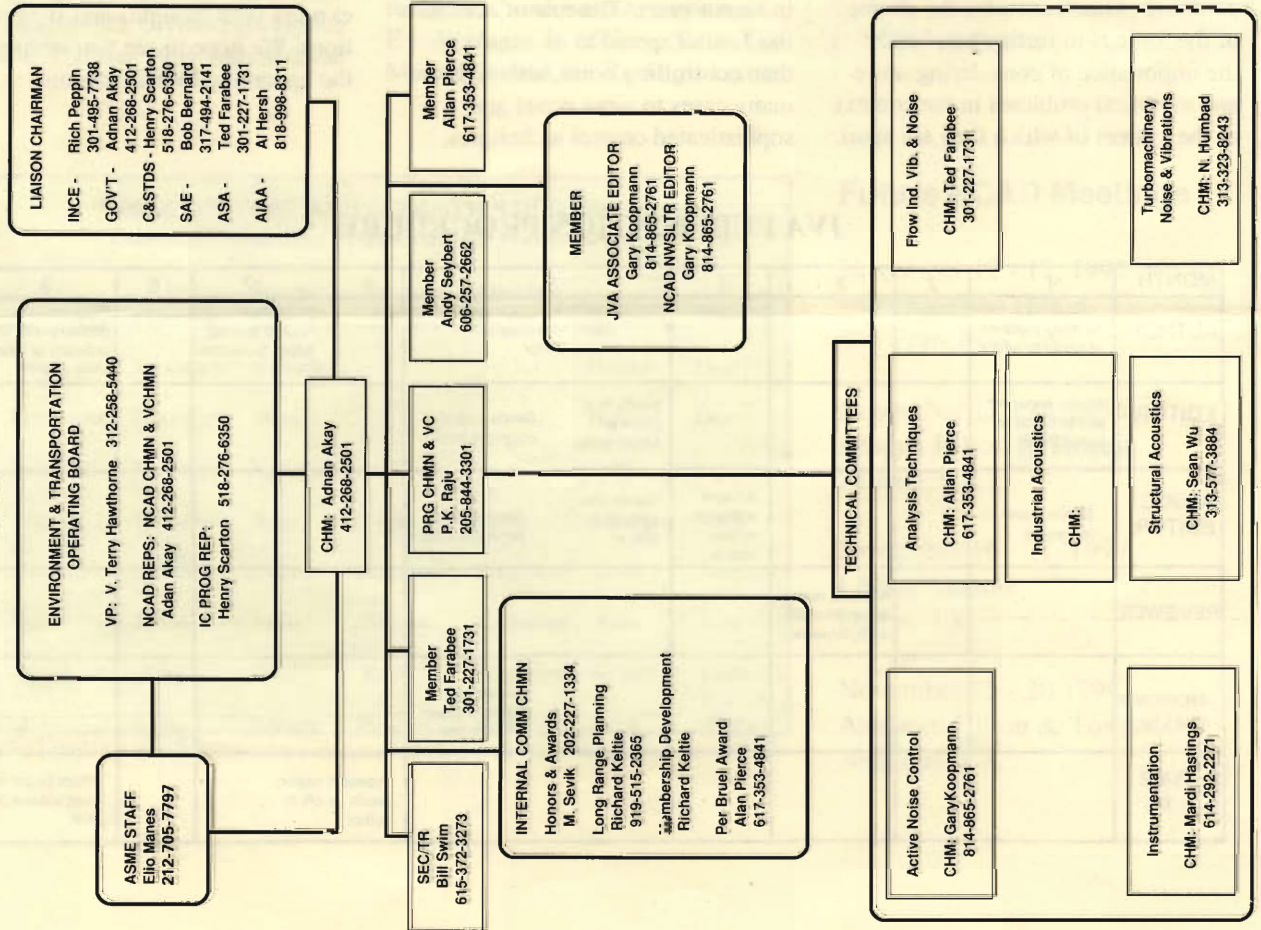 ASME STAFF
Elio Manes
212-705-7797
ENVIRONMENT & TRANSPORTATION
OPERATING BOARD
VP: V. Terry Hawthorne 312-258-5440
NCAD REPS: NCAD CHMN & VCHMN
Adan Akay 412-268-2501
IC PROG REP:
Henry Scarton 518-276-6350
LIAISON CHAIRMAN
INCE - Rich Peppin
301-495-7738
GOV'T - Adnan Akay
412-268-2501
C&STDS - Henry Scarton
518-276-6350
SAE - Bob Bernard
317-494-2141
ASA - Ted Farabee
301-227-1731
AIAA - Al Hersh
818-998-8311
CHM: Adnan Akay
412-268-2501
SEC/TR
Bill Swim
615-372-3273
Member
Ted Farabee
301-227-1731
PRG CHMN & VC
P.K. Raju
205-844-3301
Member
Andy Seybert
606-257-2662
Member
Allan Pierce
617-353-4841
INTERNAL COMM CHMN
Honors & Awards
M. Sevik 202-227-1334
Long Range Planning
Richard Keltie
919-515-2365
Membership Development
Richard Keltie
Per Bruel Award
Alan Pierce
617-353-4841
MEMBER
JVA ASSOCIATE EDITOR
Gary Koopmann
814-865-2761
NCAD NWSLTR EDITOR
Gary Koopmann
814-865-2761
TECHNICAL COMMITTEES
Active Noise Control
CHM: GaryKoopmann
814-865-2761
Analysis Techniques
CHM: Allan Pierce
617-353-4841
Flow Ind. Vib. & Noise
CHM: Ted Farabee
301-227-1731
Industrial Acoustics
CHM:
Instrumentation
CHM: Mardi Hastings
614-292-2271
Structural Acoustics
CHM: Sean Wu
313-577-3884
Turbomachinery
Noise & Vibrations
CHM: N. Humbad
313-323-8243